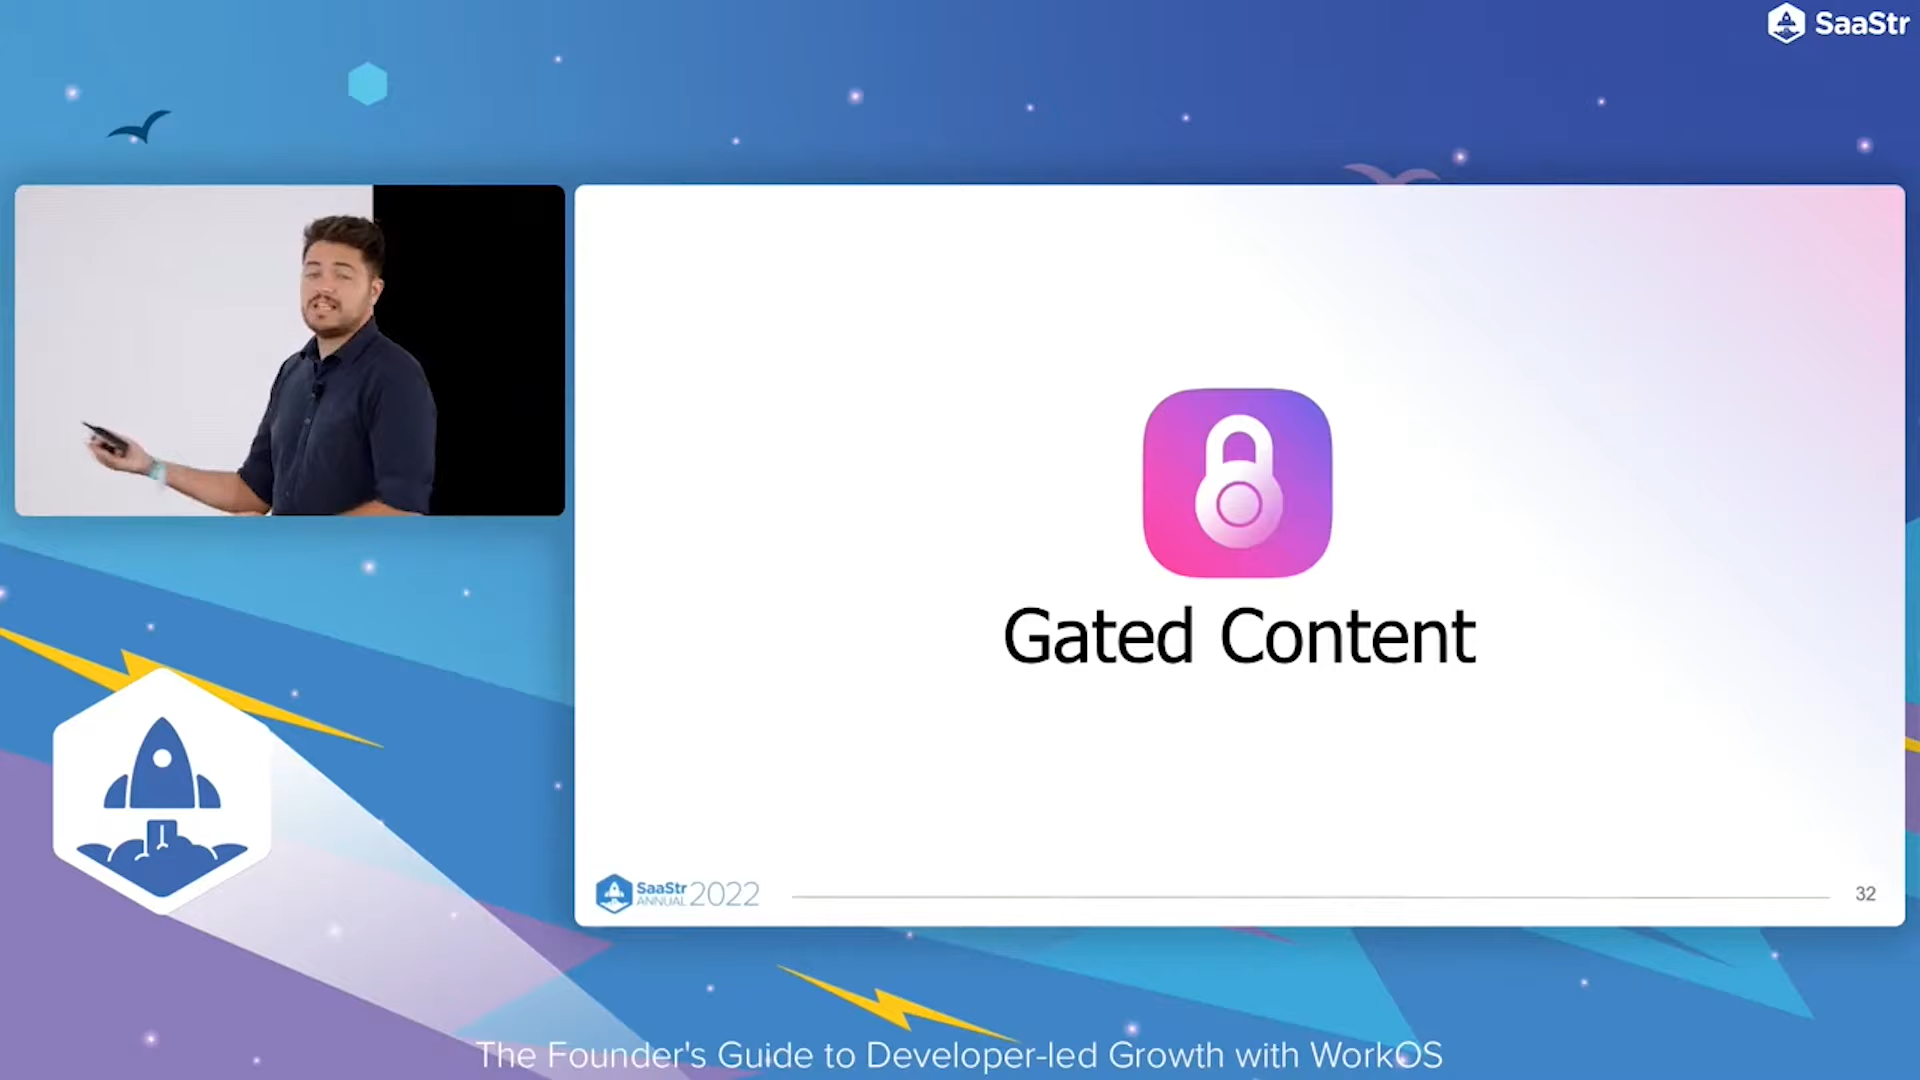 SaaStr
Gated Content
SaaStr
ANNUAL 2022
32
The Founder's Guide to Developer-led Growth with WorkOS